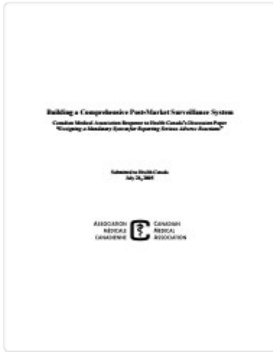 Building a Comprehensive Post-Market Surveillance System
Canadian Medical Association Response to Health Canada's Discussion Paper
"Designing a Mandatory System for Reporting Serious Adverse Reactions"
Submitted to Health Canada
July 28, 2005
ASSOCIATION
MÉDICALE
CANADIENNE
CANADIAN
MEDICAL
ASSOCIATION